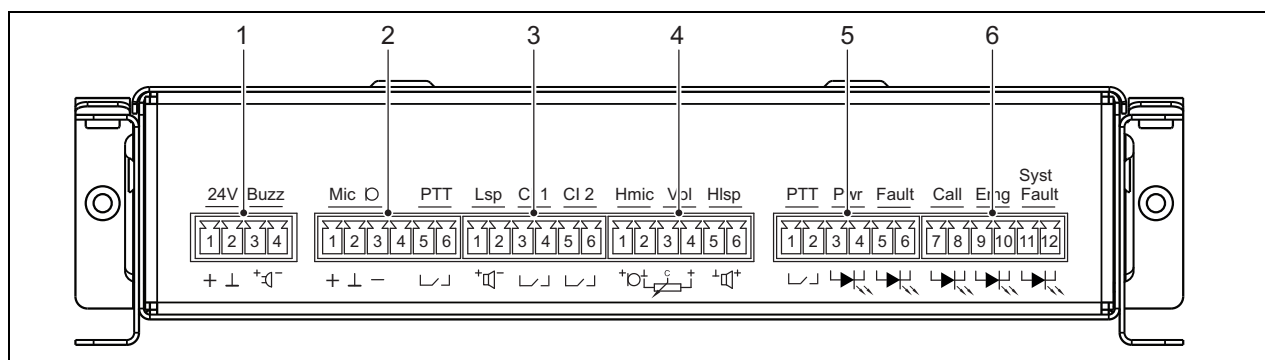 1 2 3 4 5 6
Syst
24V Buzz Mic PTT Lsp CI 1 CI 2 Hmic Vol Hlsp PTT Pwr Fault Call Emg Fault
1 2 3 4 1 2 3 4 5 6 1 2 3 4 5 6 1 2 3 4 5 6 1 2 3 4 5 6 7 8 9 10 11 12
+ ⊥ + - + ⊥ − + - + ⊥ c + ⊥ +